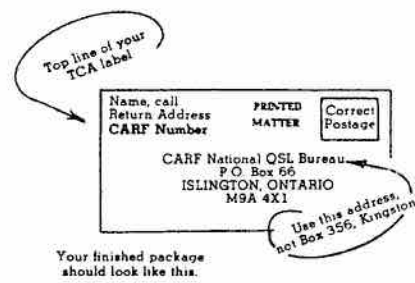 Top line of your
TCA label
Name, call
Return Address
CARF Number
PRINTED
MATTER
Correct
Postage
CARF National QSL Bureau
P.O. Box 66
ISLINGTON, ONTARIO
M9A 4X1
Use this address,
not Box 356, Kingston
Your finished package
should look like this.